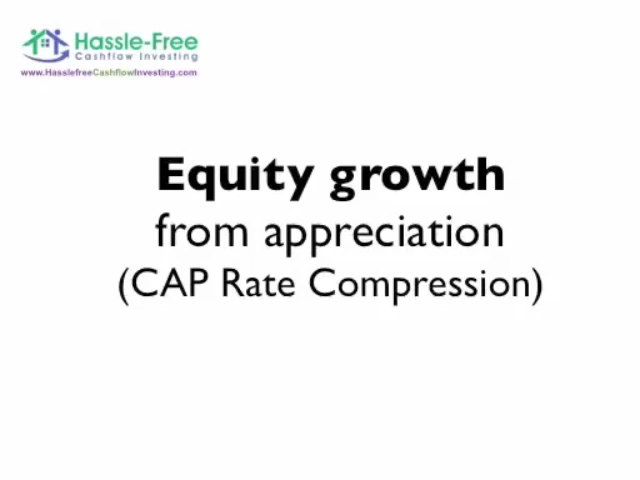 Hassle-Free
Cashflow Investing
www.HasslefreeCashflowInvesting.com
Equity growth
from appreciation
(CAP Rate Compression)